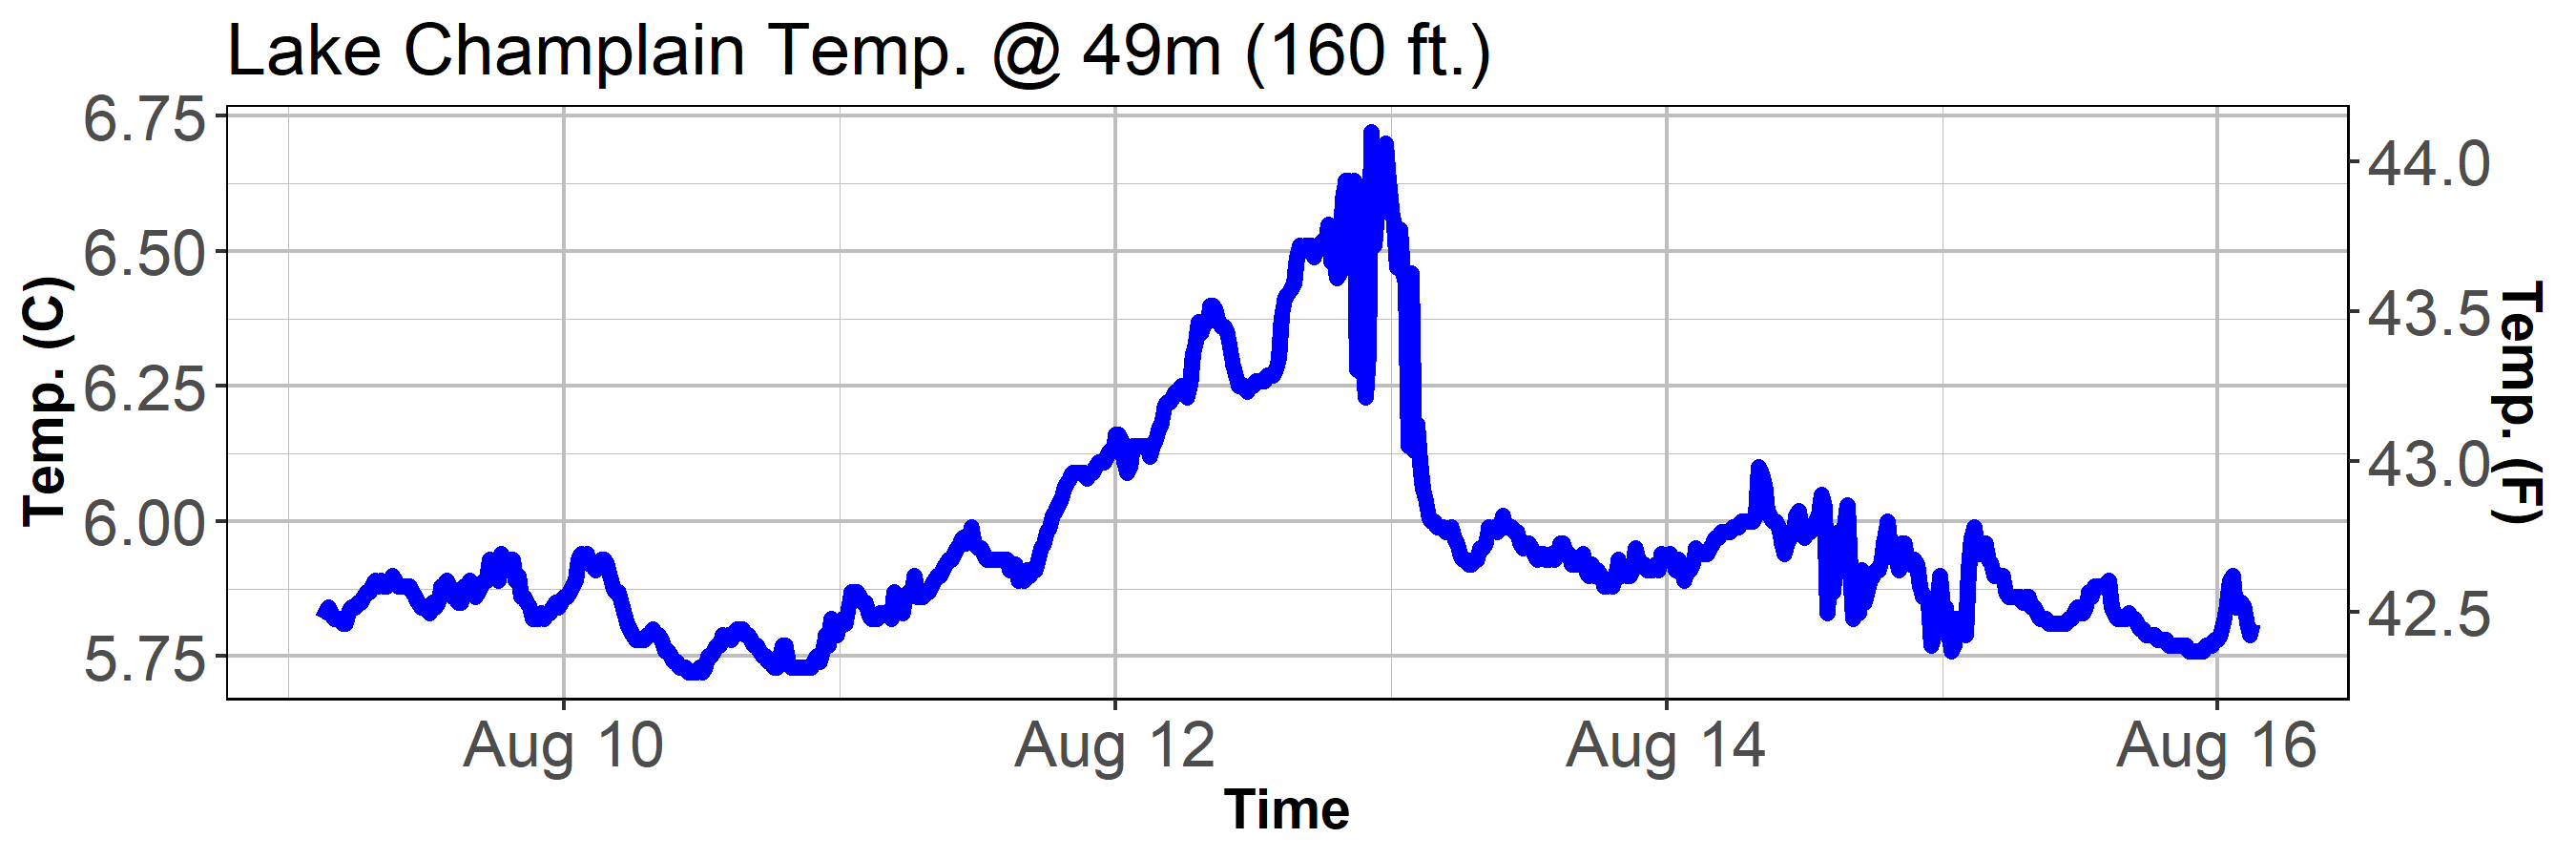 Lake Champlain Temp. @ 49m (160 ft.)
6.75
6.50
6.25
6.00
5.75
Temp. (C)
44.0
43.5
43.0
42.5
Temp. (F)
Aug 10 Aug 12 Aug 14 Aug 16
Time